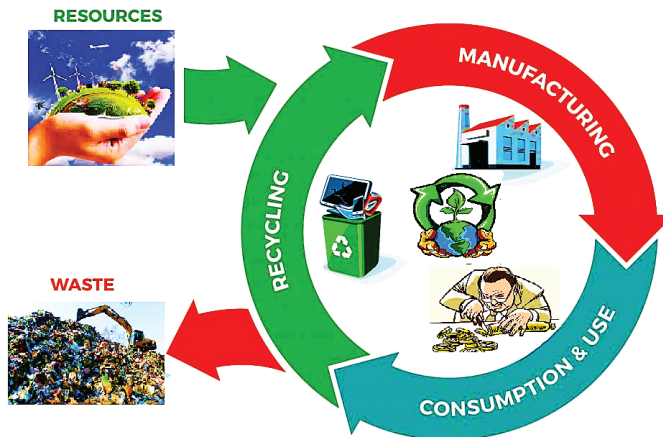 RESOURCES
MANUFACTURING
RECYCLING
WASTE
CONSUMPTION & USE